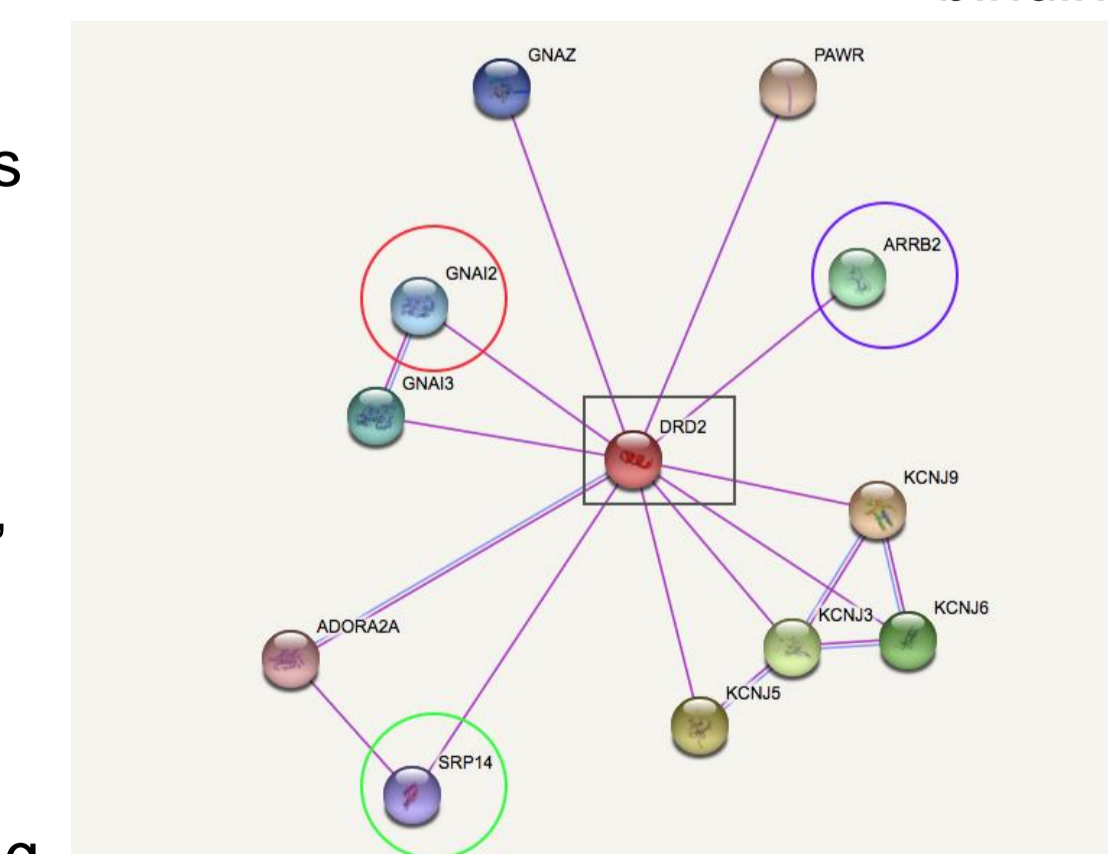 s
GNAZ
PAWR
ARRB2
GNAI2
GNAI3
DRD2
KCNJ9
,
ADORA2A
KCNJ3
KCNJ6
KCNJ5
SRP14
g